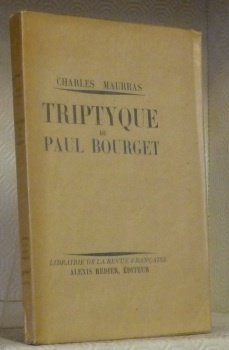 CHARLES MAURRAS
TRIPTYQUE
DE
PAUL BOURGET
LIBRAIRIE DE LA REVUE FRANÇAISE
ALEXIS REDIER, ÉDITEUR